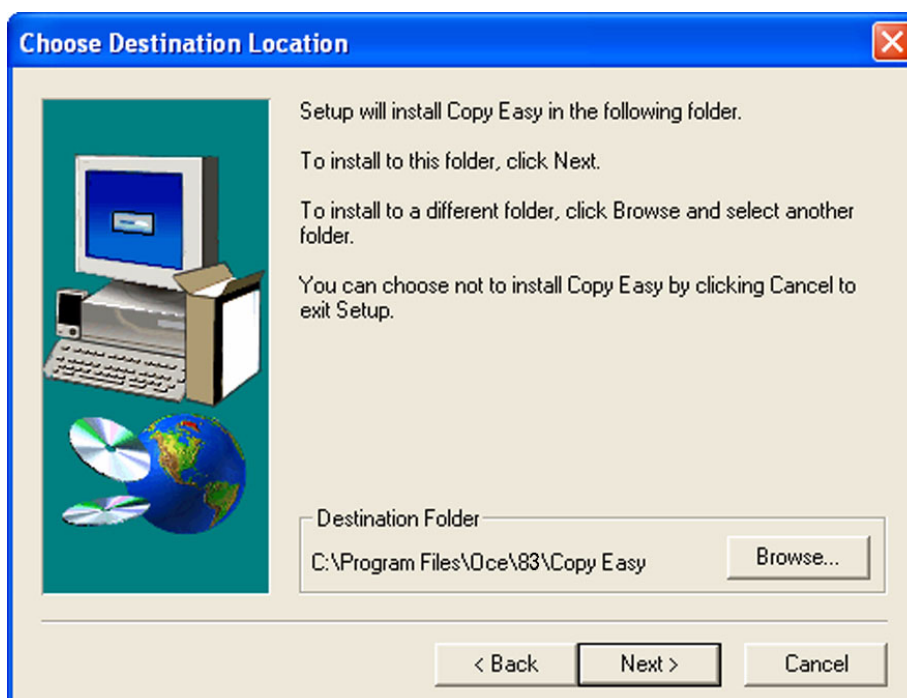 Choose Destination Location
Setup will install Copy Easy in the following folder.
To install to this folder, click Next.
To install to a different folder, click Browse and select another
folder.
You can choose not to install Copy Easy by clicking Cancel to
exit Setup.
Destination Folder
C:\Program Files\Oce\83\Copy Easy
Browse...
< Back
Next >
Cancel